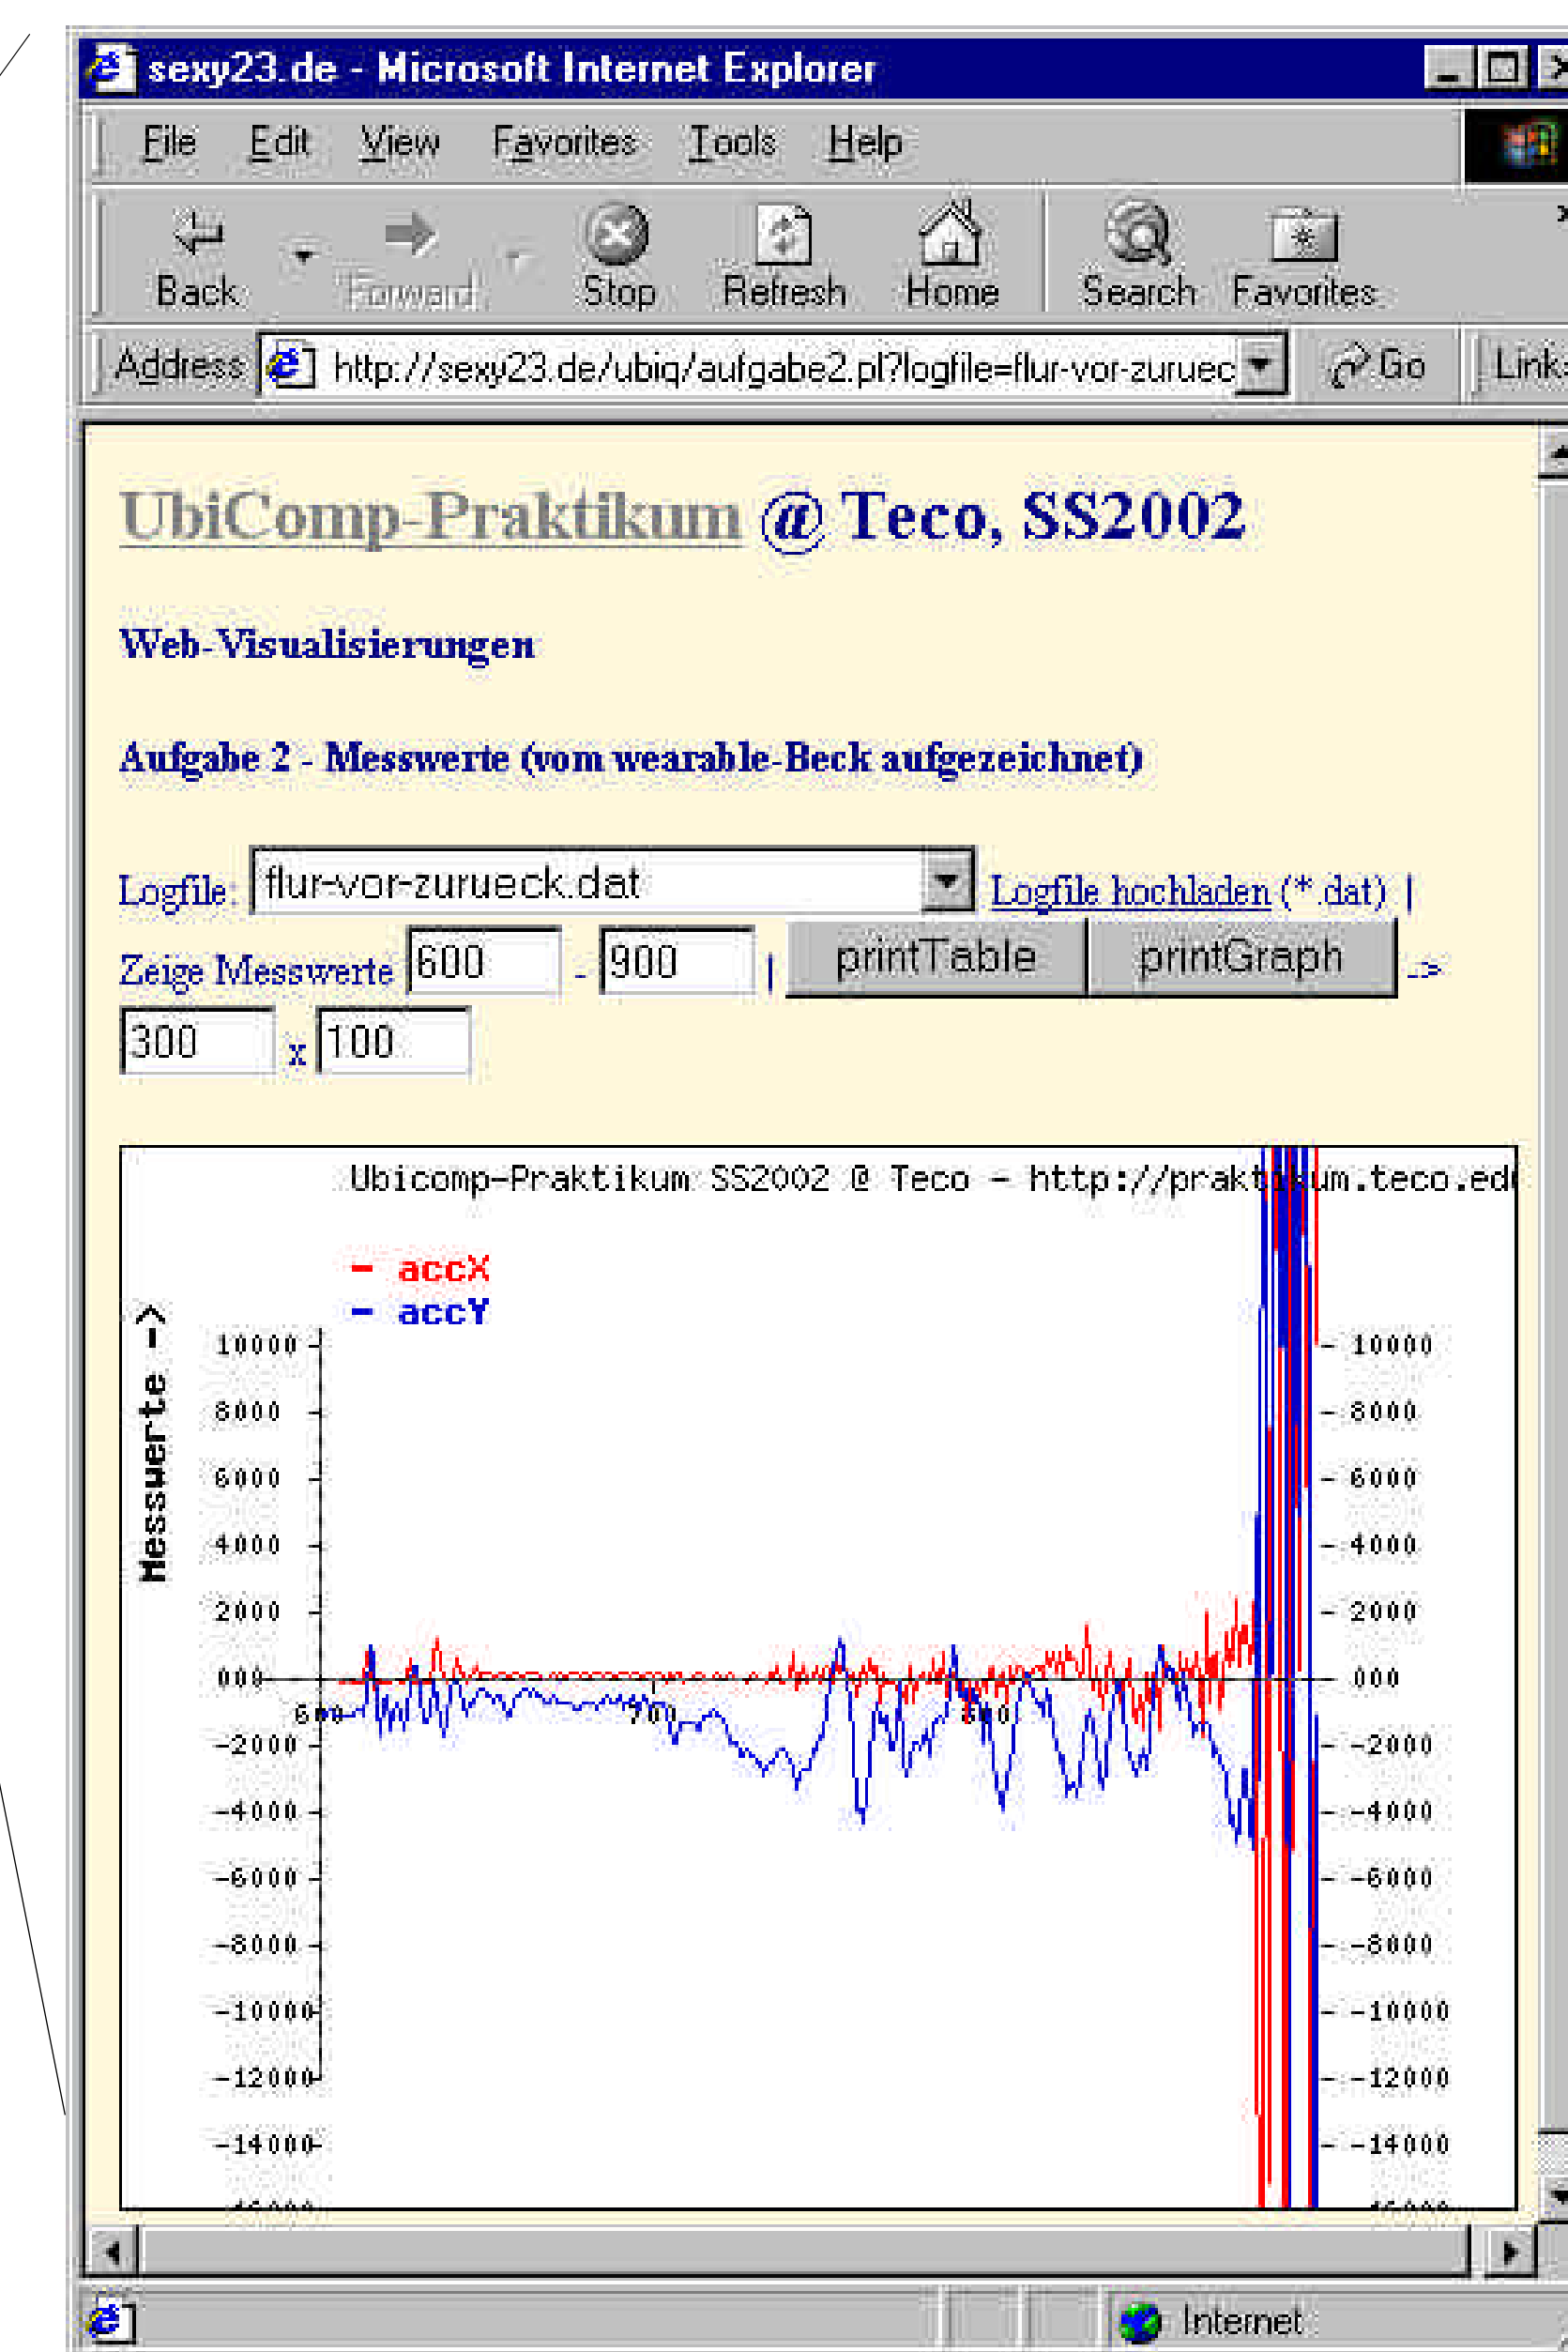 sexy23.de - Microsoft Internet Explorer
File Edit View Favorites Tools Help
Back Forward Stop Refresh Home Search Favorites
Address http://sexy23.de/ubiq/aufgabe2.pl?logfile=flur-vor-zuruec Go
UbiComp-Praktikum @ Teco, SS2002
Web-Visualisierungen
Aufgabe 2 - Messwerte (vom wearable-Beck aufgezeichnet)
Logfile: flur-vor-zurueck.dat Logfile hochladen (*.dat) |
Zeige Messwerte 600 - 900 | printTable printGraph ->
300 x 100
Ubicomp-Praktikum SS2002 @ Teco - http://praktikum.teco.edu
- accX
- accY
Messwerte ->
10000 10000
8000 8000
6000 6000
4000 4000
2000 2000
000 000
600 700 800
-2000 -2000
-4000 -4000
-6000 -6000
-8000 -8000
-10000 -10000
-12000 -12000
-14000 -14000
Internet